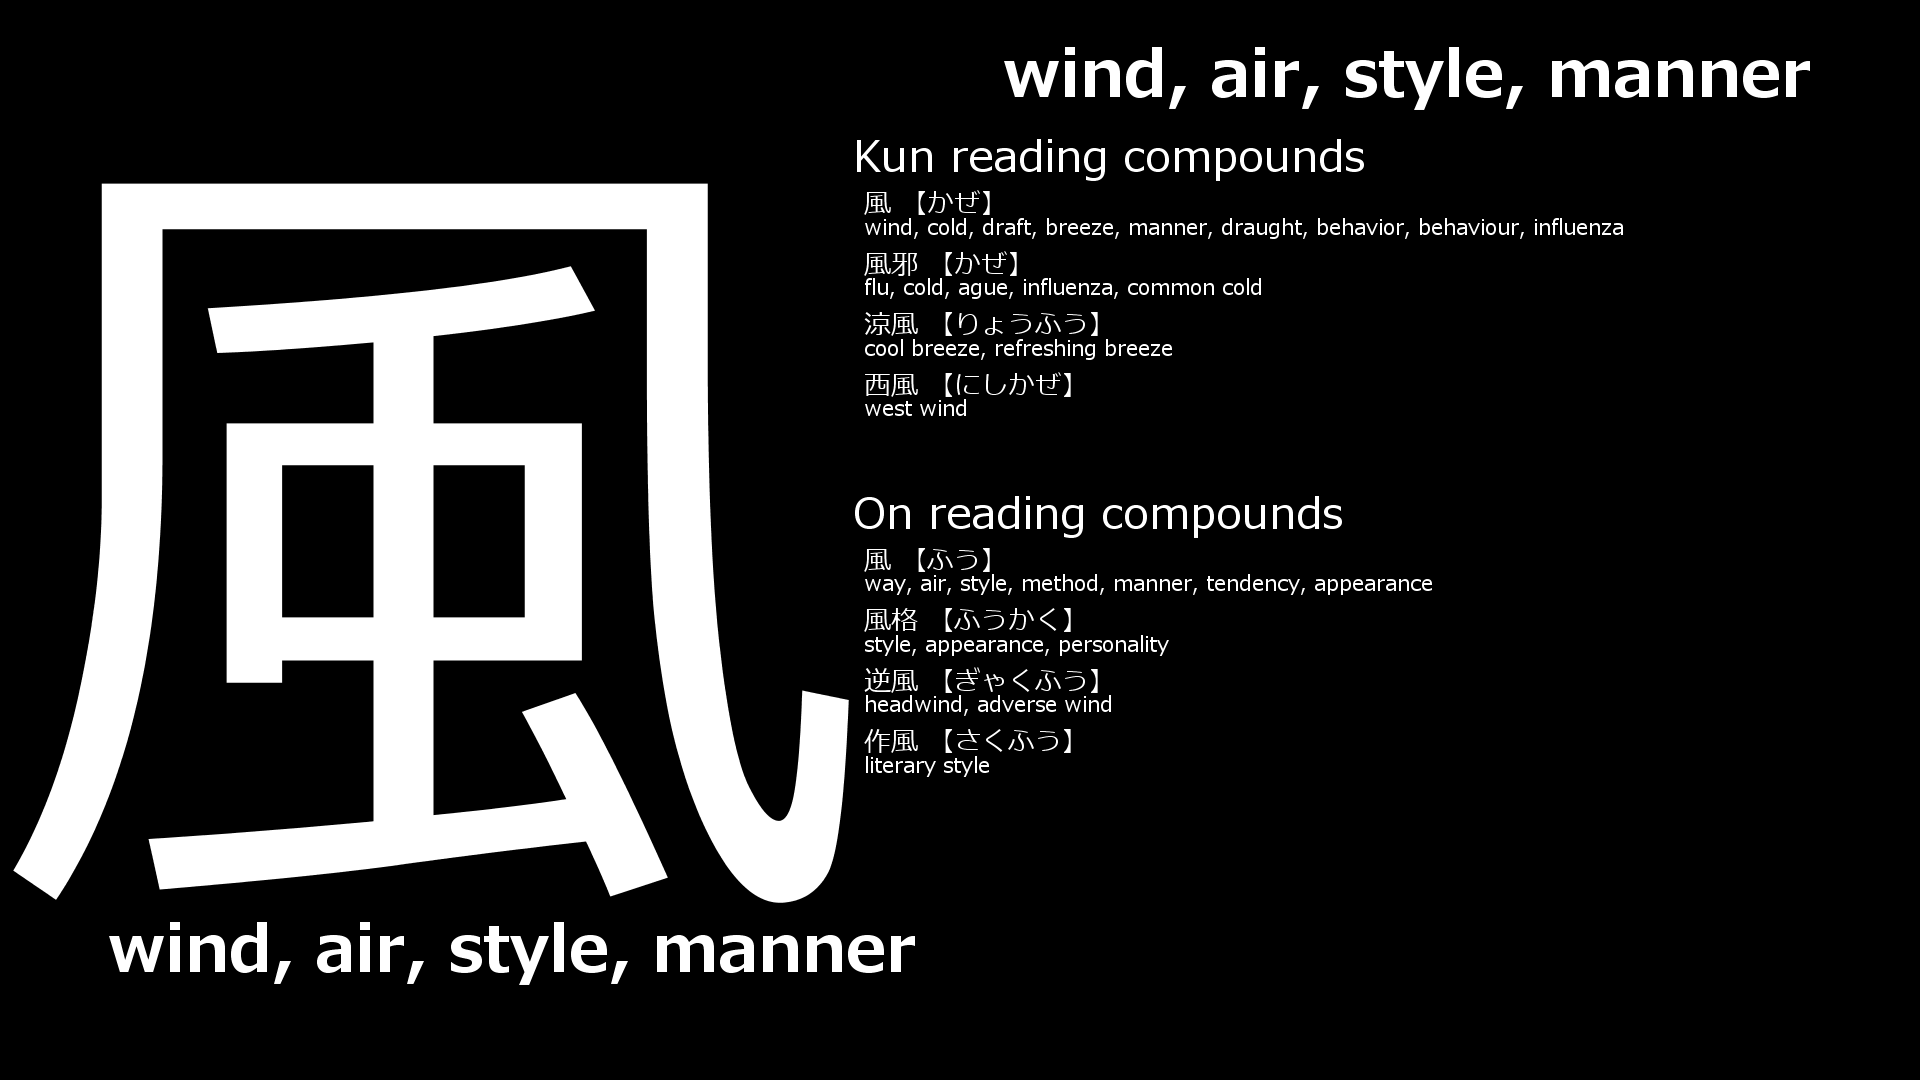 風
wind, air, style, manner
wind, air, style, manner
Kun reading compounds
風 【かぜ】
wind, cold, draft, breeze, manner, draught, behavior, behaviour, influenza
風邪 【かぜ】
flu, cold, ague, influenza, common cold
涼風 【りょうふう】
cool breeze, refreshing breeze
西風 【にしかぜ】
west wind
On reading compounds
風 【ふう】
way, air, style, method, manner, tendency, appearance
風格 【ふうかく】
style, appearance, personality
逆風 【ぎゃくふう】
headwind, adverse wind
作風 【さくふう】
literary style